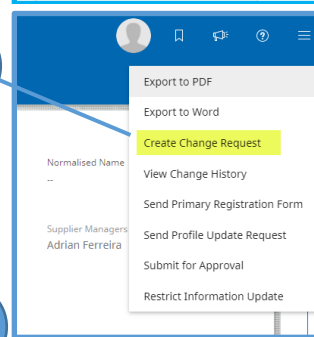 Export to PDF
Export to Word
Create Change Request
Normalised Name
--
View Change History
Send Primary Registration Form
Supplier Managers
Adrian Ferreira
Send Profile Update Request
Submit for Approval
Restrict Information Update